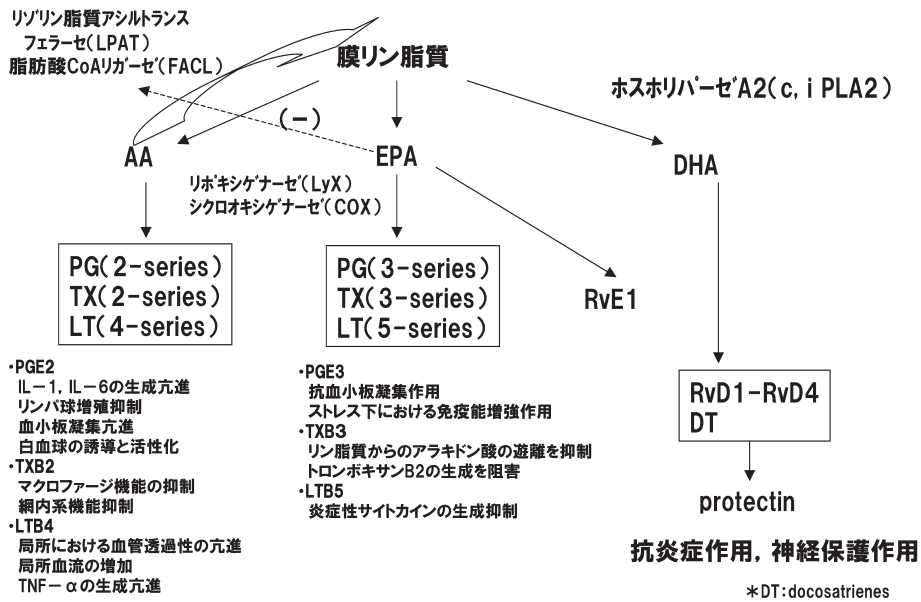 リゾリン脂質アシルトランス
フェラーゼ(LPAT)
脂肪酸CoAリガーゼ(FACL)
膜リン脂質
ホスホリパーゼA2(c, i PLA2)
(−)
AA
EPA
DHA
リポキシゲナーゼ(LyX)
シクロオキシゲナーゼ(COX)
PG(2-series)
TX(2-series)
LT(4-series)
PG(3-series)
TX(3-series)
LT(5-series)
RvE1
・PGE2
IL−1, IL−6の生成亢進
リンパ球増殖抑制
血小板凝集亢進
白血球の誘導と活性化
・TXB2
マクロファージ機能の抑制
網内系機能抑制
・LTB4
局所における血管透過性の亢進
局所血流の増加
TNF−αの生成亢進
・PGE3
抗血小板凝集作用
ストレス下における免疫能増強作用
・TXB3
リン脂質からのアラキドン酸の遊離を抑制
トロンボキサンB2の生成を阻害
・LTB5
炎症性サイトカインの生成抑制
RvD1-RvD4
DT
protectin
抗炎症作用, 神経保護作用
＊DT:docosatrienes